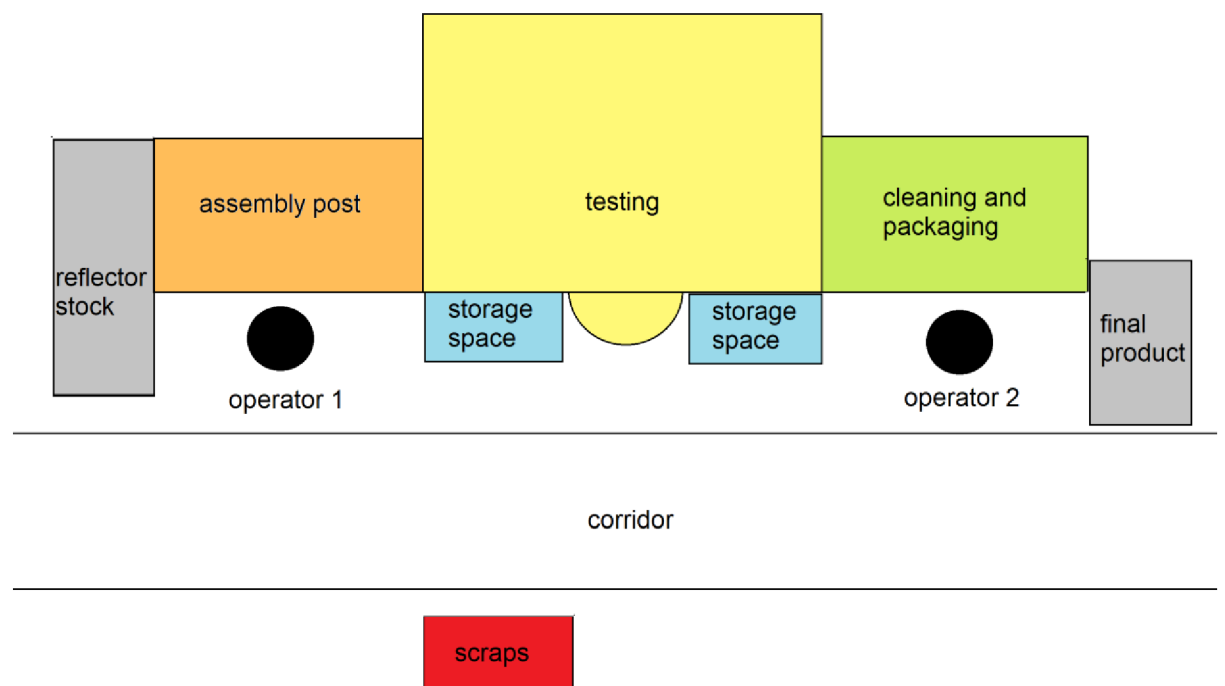 assembly post
testing
cleaning and
packaging
reflector
stock
storage
space
storage
space
final
product
operator 1
operator 2
corridor
scraps